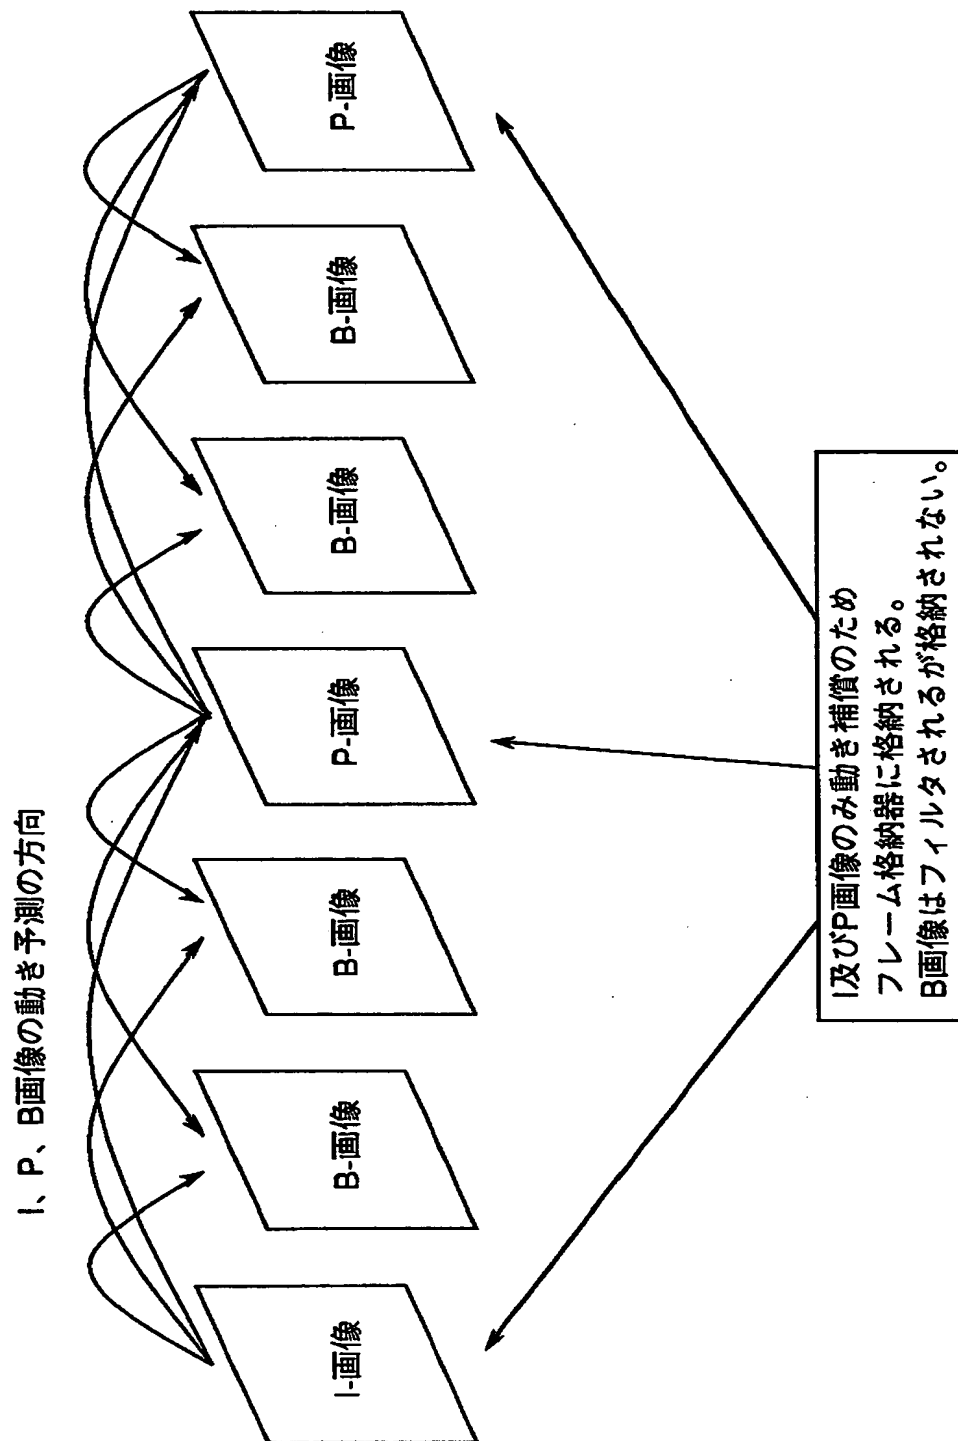 I、P、B画像の動き予測の方向
I-画像
B-画像
B-画像
P-画像
B-画像
B-画像
P-画像
I及びP画像のみ動き補償のため
フレーム格納器に格納される。
B画像はフィルタされるが格納されない。